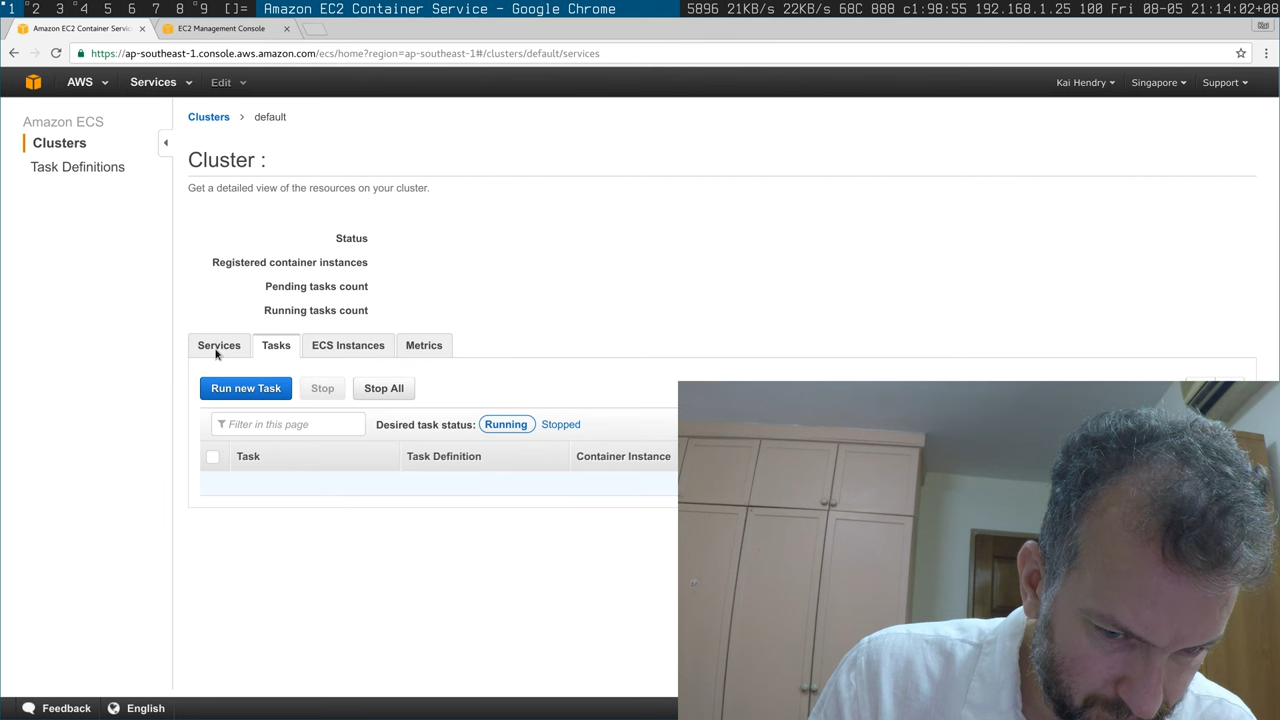 1 2 3 4 5 6 7 8 9 []= Amazon EC2 Container Service - Google Chrome 5896 21KB/s 22KB/s 68C 888 c1:98:55 192.168.1.25 100 Fri 08-05 21:14:02+08
Amazon EC2 Container Servic × EC2 Management Console × Kai
https://ap-southeast-1.console.aws.amazon.com/ecs/home?region=ap-southeast-1#/clusters/default/services
AWS Services Edit Kai Hendry Singapore Support
Amazon ECS
Clusters
Task Definitions
Clusters > default
Cluster :
Get a detailed view of the resources on your cluster.
Status
Registered container instances
Pending tasks count
Running tasks count
Services Tasks ECS Instances Metrics
Run new Task Stop Stop All
Filter in this page Desired task status: Running Stopped
Task Task Definition Container Instance
Feedback English